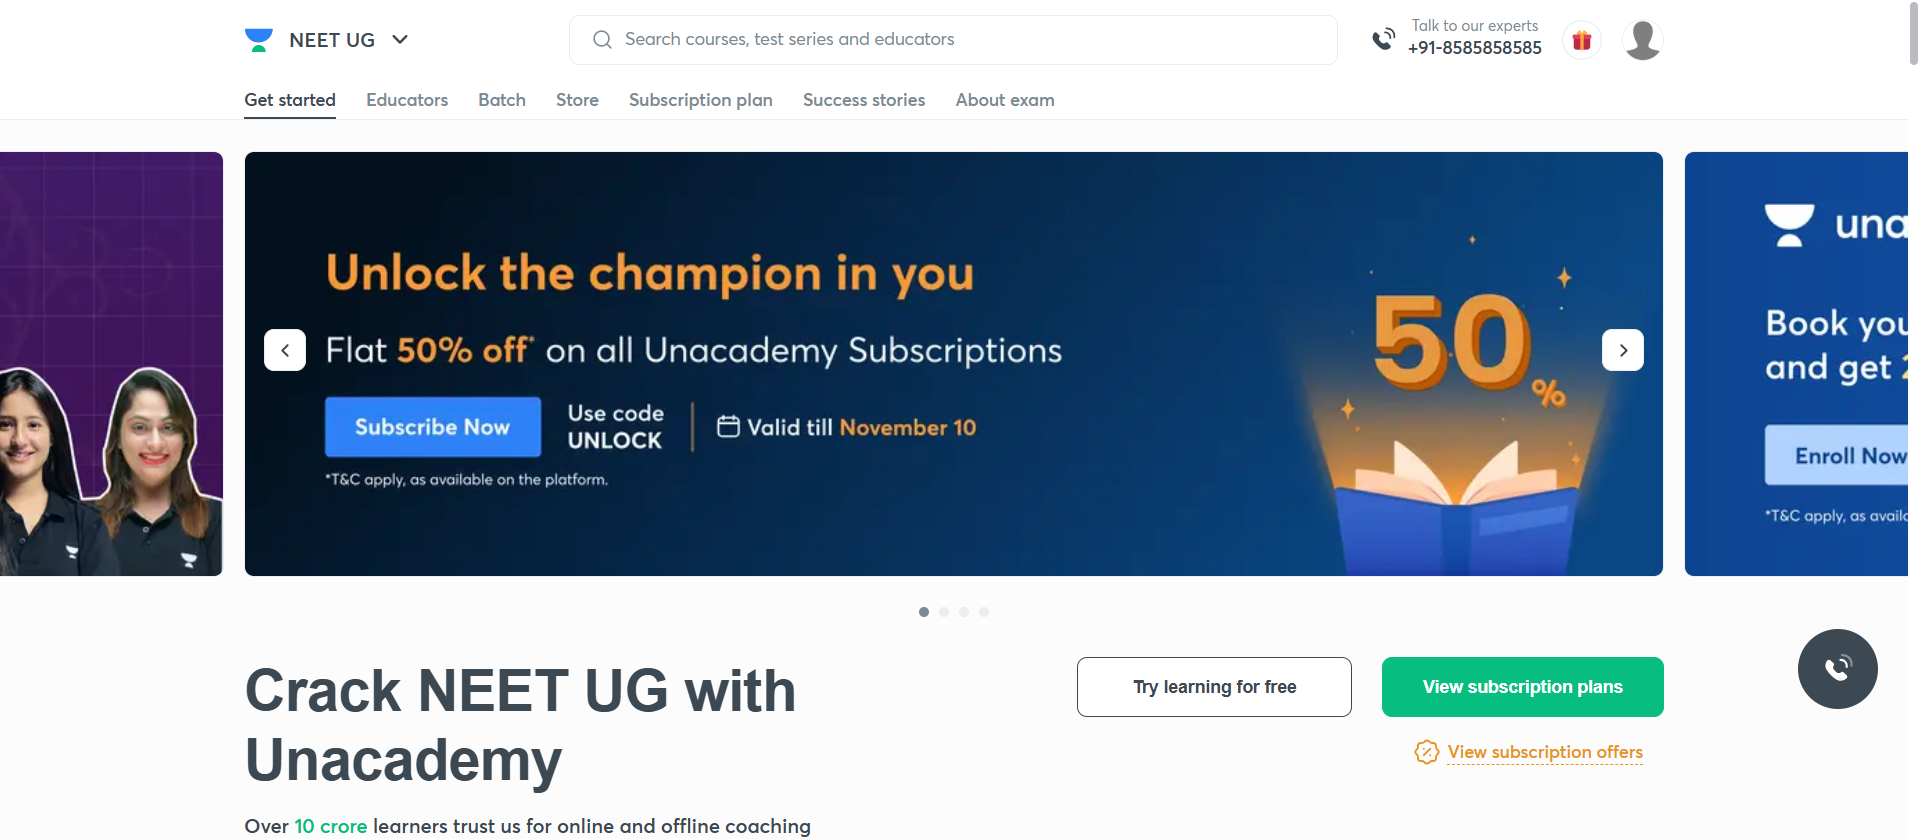 NEET UG
Search courses, test series and educators
Talk to our experts
+91-8585858585
Get started
Educators
Batch
Store
Subscription plan
Success stories
About exam
Unlock the champion in you
Flat 50% off* on all Unacademy Subscriptions
Subscribe Now
Use code
UNLOCK
Valid till November 10
*T&C apply, as available on the platform.
50%
una
Book you
and get 2
Enroll Now
*T&C apply, as availa
Crack NEET UG with
Unacademy
Try learning for free
View subscription plans
View subscription offers
Over 10 crore learners trust us for online and offline coaching